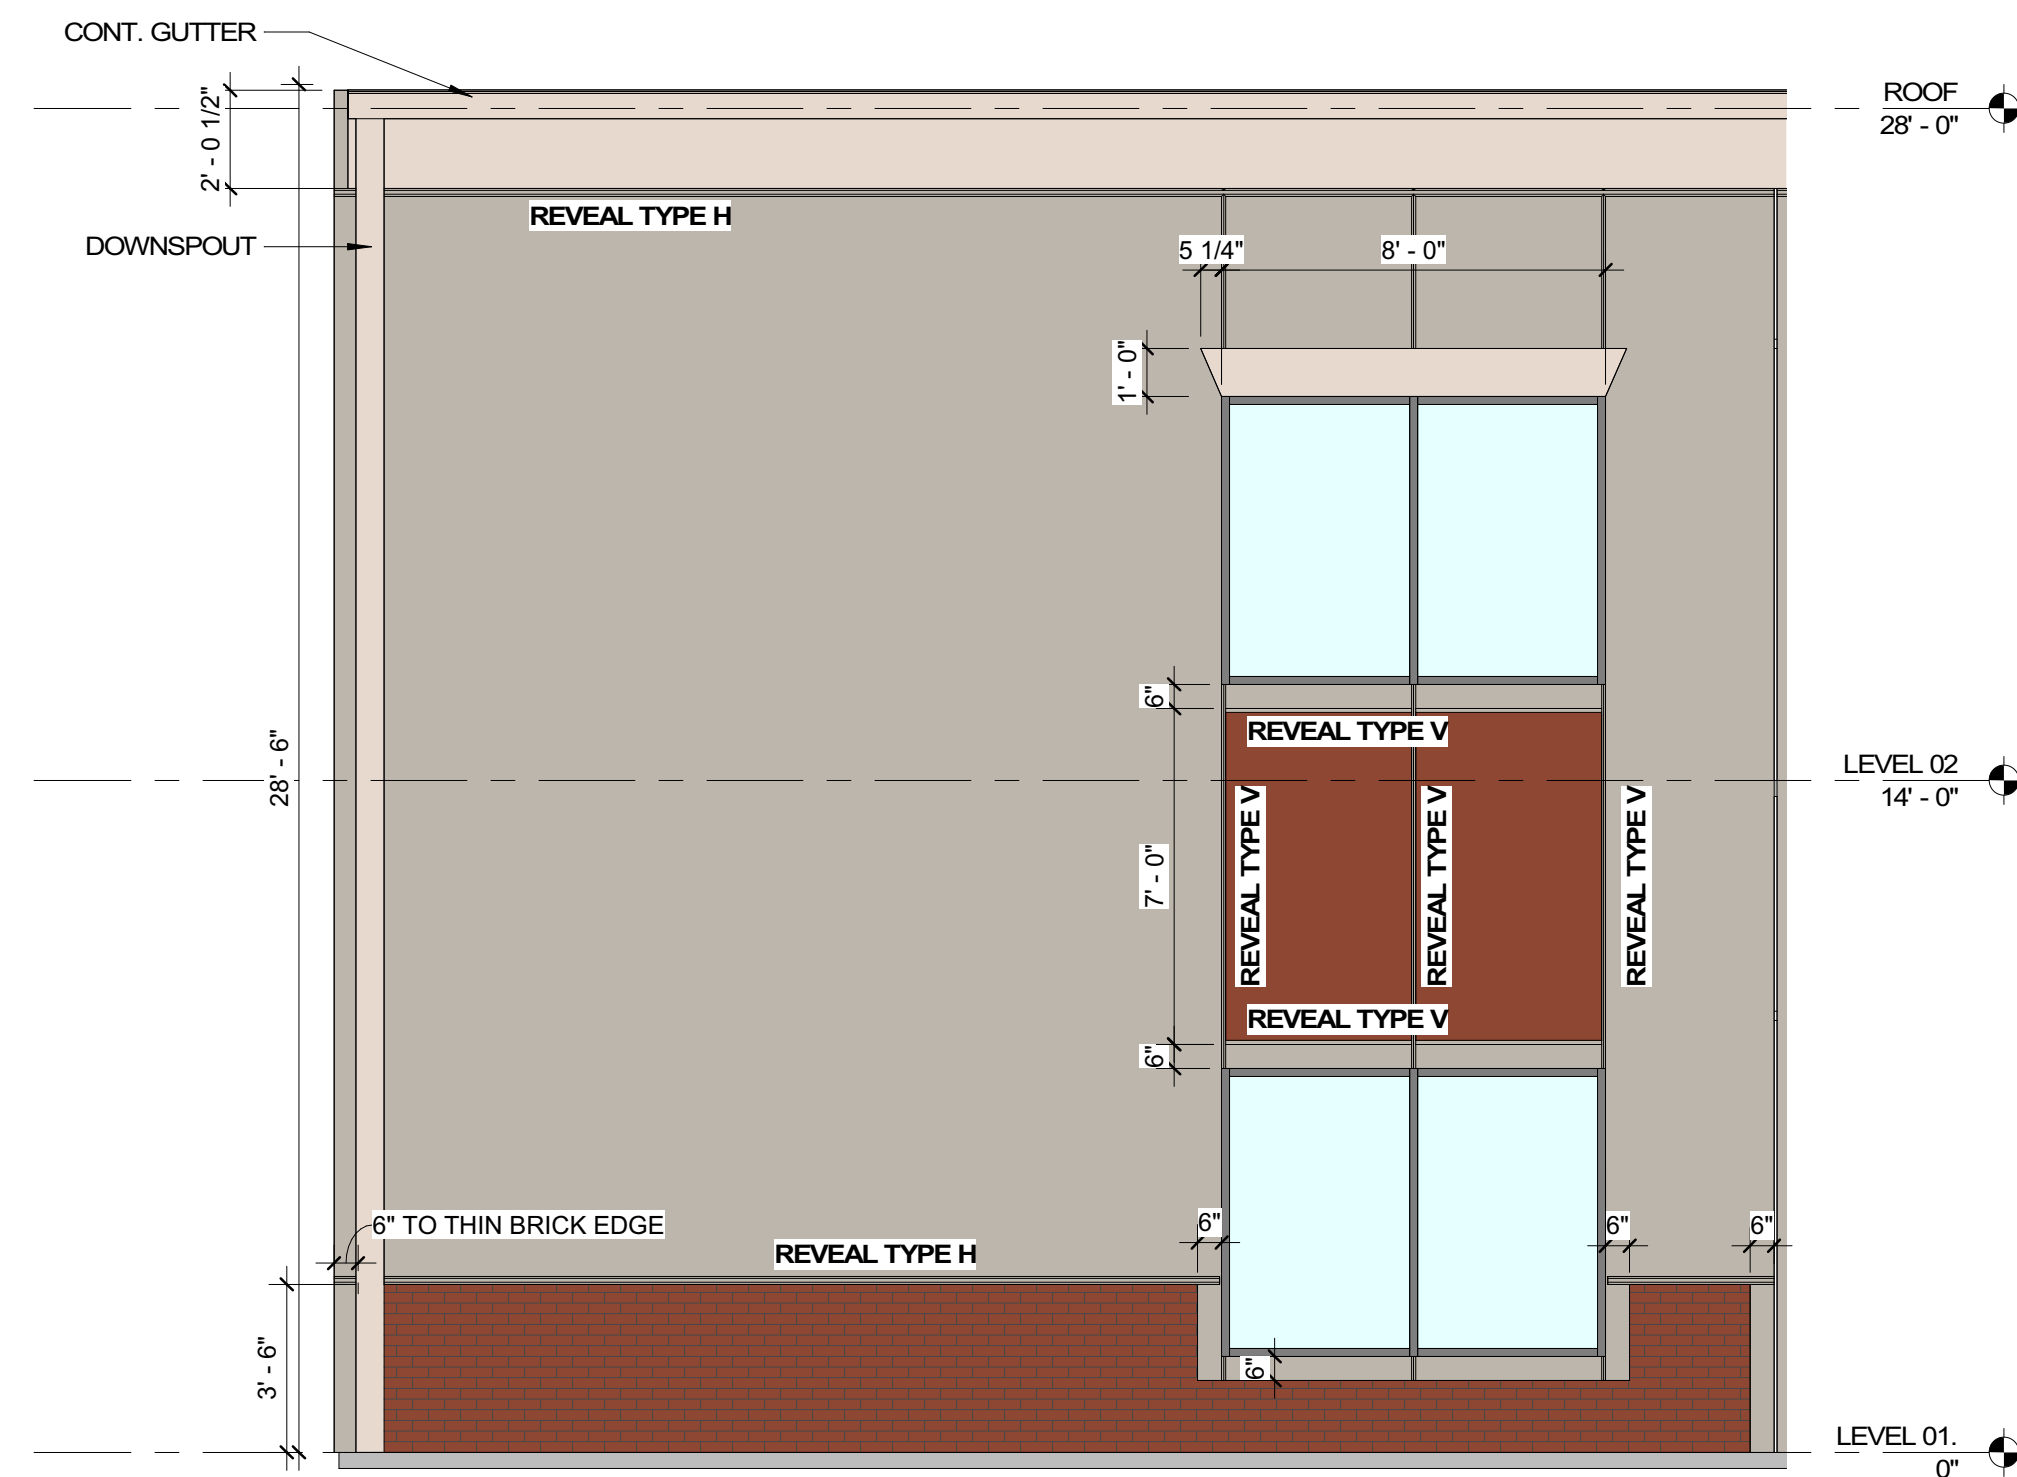 CONT. GUTTER
ROOF
28' - 0"
2' - 0 1/2"
REVEAL TYPE H
DOWNSPOUT
5 1/4"
8' - 0"
1' - 0"
6"
REVEAL TYPE V
28' - 6"
LEVEL 02
14' - 0"
REVEAL TYPE V
REVEAL TYPE V
REVEAL TYPE V
7' - 0"
REVEAL TYPE V
6"
6" TO THIN BRICK EDGE
6"
6"
6"
REVEAL TYPE H
3' - 6"
6"
LEVEL 01.
0"